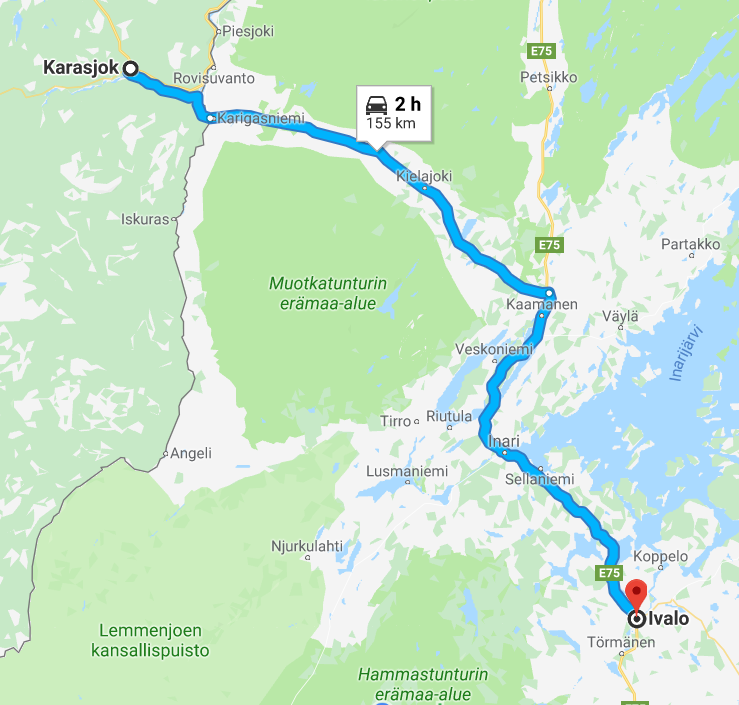 Piesjoki
E75
Karasjok
Rovisuvanto
Petsikko
2 h
155 km
Karigasniemi
Kielajoki
Iskuras
E75
Partakko
Muotkatunturin
erämaa-alue
Kaamanen
Väylä
Inarijärvi
Veskoniemi
Tirro
Riutula
Inari
Angeli
Lusmaniemi
Sellaniemi
Njurkulahti
Koppelo
E75
Ivalo
Lemmenjoen
kansallispuisto
Törmänen
Hammastunturin
erämaa-alue